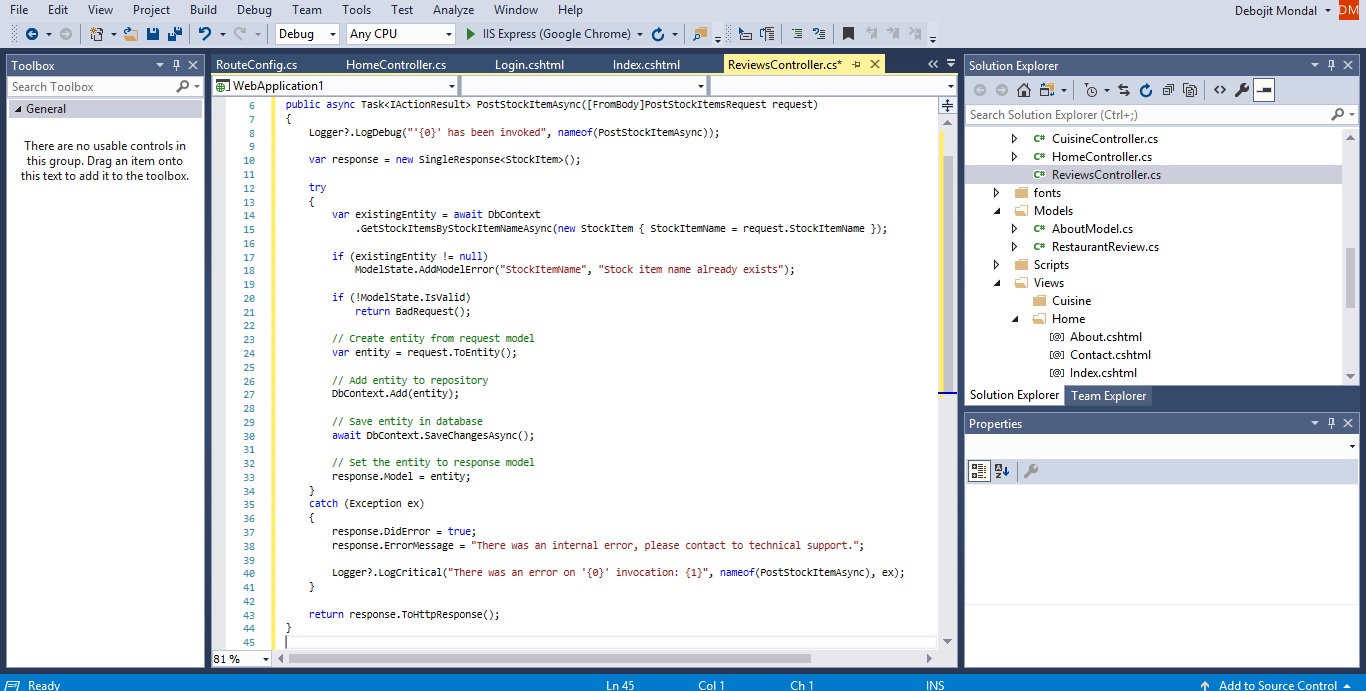 File Edit View Project Build Debug Team Tools Test Analyze Window Help
Debojit Mondal DM
Debug Any CPU IIS Express (Google Chrome)
Toolbox
Search Toolbox
General
There are no usable controls in
this group. Drag an item onto
this text to add it to the toolbox.
RouteConfig.cs HomeController.cs Login.cshtml Index.cshtml ReviewsController.cs*
WebApplication1
6 public async Task<IActionResult> PostStockItemAsync([FromBody]PostStockItemsRequest request)
7 {
8 Logger?.LogDebug("'{0}' has been invoked", nameof(PostStockItemAsync));
9
10 var response = new SingleResponse<StockItem>();
11
12 try
13 {
14 var existingEntity = await DbContext
15 .GetStockItemsByStockItemNameAsync(new StockItem { StockItemName = request.StockItemName });
16
17 if (existingEntity != null)
18 ModelState.AddModelError("StockItemName", "Stock item name already exists");
19
20 if (!ModelState.IsValid)
21 return BadRequest();
22
23 // Create entity from request model
24 var entity = request.ToEntity();
25
26 // Add entity to repository
27 DbContext.Add(entity);
28
29 // Save entity in database
30 await DbContext.SaveChangesAsync();
31
32 // Set the entity to response model
33 response.Model = entity;
34 }
35 catch (Exception ex)
36 {
37 response.DidError = true;
38 response.ErrorMessage = "There was an internal error, please contact to technical support.";
39
40 Logger?.LogCritical("There was an error on '{0}' invocation: {1}", nameof(PostStockItemAsync), ex);
41 }
42
43 return response.ToHttpResponse();
44 }
45
81 %
Solution Explorer
Search Solution Explorer (Ctrl+;)
C# CuisineController.cs
C# HomeController.cs
C# ReviewsController.cs
fonts
Models
C# AboutModel.cs
C# RestaurantReview.cs
Scripts
Views
Cuisine
Home
[@] About.cshtml
[@] Contact.cshtml
[@] Index.cshtml
Solution Explorer Team Explorer
Properties
Ready Ln 45 Col 1 Ch 1 INS Add to Source Control